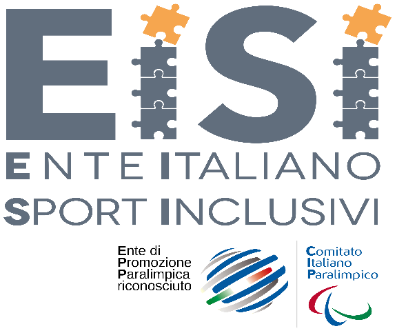 EiSi
ENTE ITALIANO
SPORT INCLUSIVI
Ente di
Promozione
Paralimpica
riconosciuto
Comitato
Italiano
Paralimpico